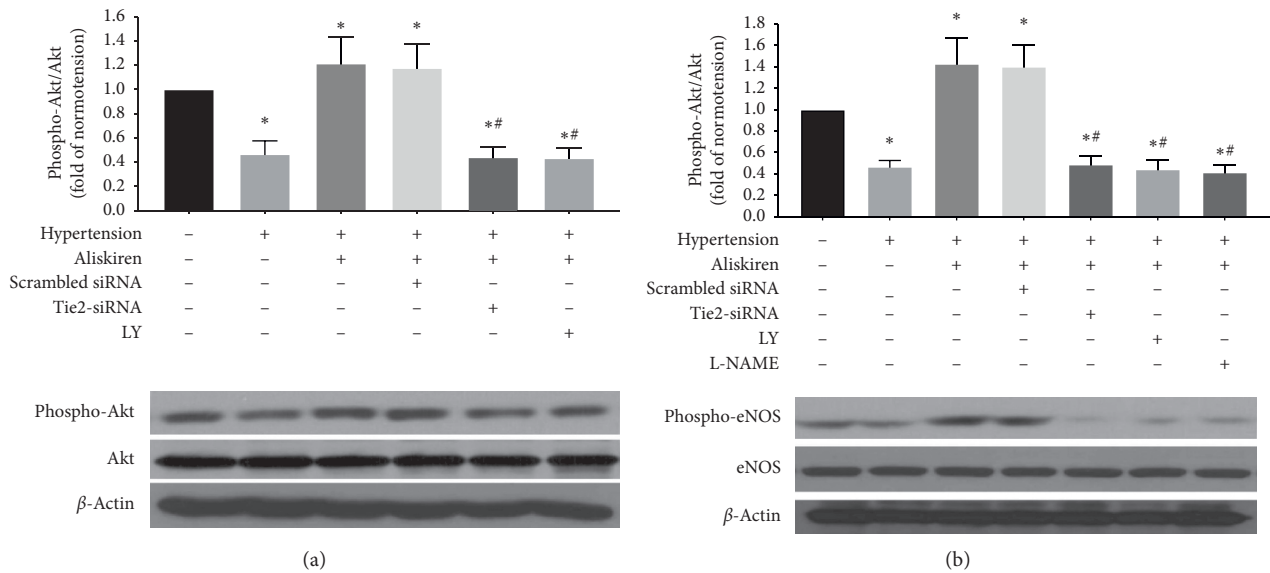 Phospho-Akt/Akt
(fold of normotension)
1.6
1.4
1.2
1.0
0.8
0.6
0.4
0.2
0.0
* * * *# *#
Hypertension – + + + + +
Aliskiren – – + + + +
Scrambled siRNA – – – + – –
Tie2-siRNA – – – – + –
LY – – – – – +
Phospho-Akt
Akt
β-Actin
(a)
Phospho-Akt/Akt
(fold of normotension)
1.8
1.6
1.4
1.2
1.0
0.8
0.6
0.4
0.2
0.0
* * * *# *# *#
Hypertension – + + + + + +
Aliskiren – – + + + + +
Scrambled siRNA – _ – + – – –
Tie2-siRNA – – – – + – –
LY – – – – – + –
L-NAME – – – – – – +
Phospho-eNOS
eNOS
β-Actin
(b)